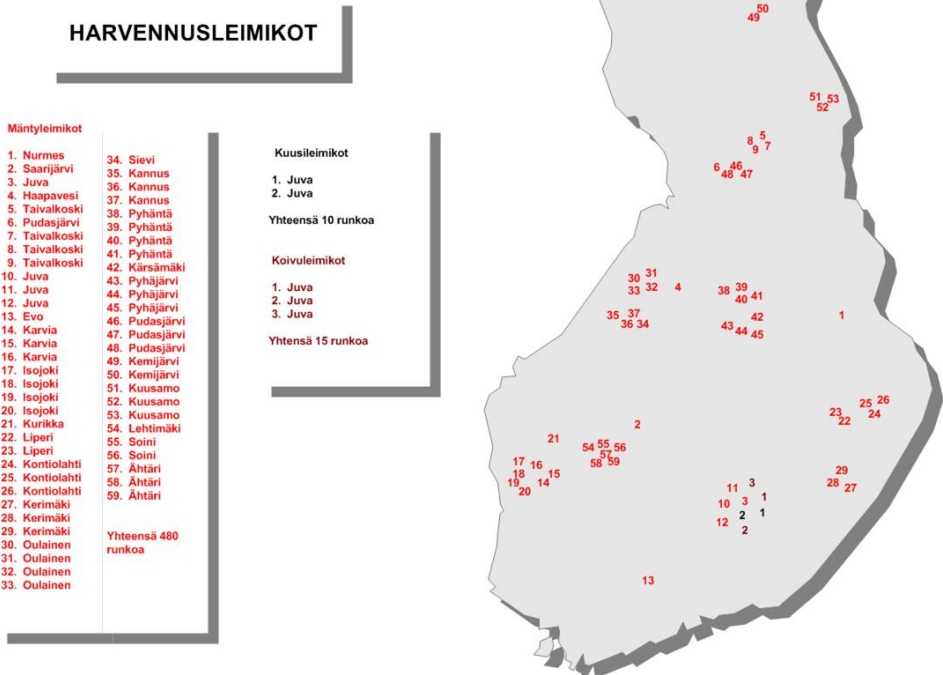 HARVENNUSLEIMIKOT
Mäntyleimikot
1. Nurmes
2. Saarijärvi
3. Juva
4. Haapavesi
5. Taivalkoski
6. Pudasjärvi
7. Taivalkoski
8. Taivalkoski
9. Taivalkoski
10. Juva
11. Juva
12. Juva
13. Evo
14. Karvia
15. Karvia
16. Karvia
17. Isojoki
18. Isojoki
19. Isojoki
20. Isojoki
21. Kurikka
22. Liperi
23. Liperi
24. Kontiolahti
25. Kontiolahti
26. Kontiolahti
27. Kerimäki
28. Kerimäki
29. Kerimäki
30. Oulainen
31. Oulainen
32. Oulainen
33. Oulainen
34. Sievi
35. Kannus
36. Kannus
37. Kannus
38. Pyhäntä
39. Pyhäntä
40. Pyhäntä
41. Pyhäntä
42. Kärsämäki
43. Pyhäjärvi
44. Pyhäjärvi
45. Pyhäjärvi
46. Pudasjärvi
47. Pudasjärvi
48. Pudasjärvi
49. Kemijärvi
50. Kemijärvi
51. Kuusamo
52. Kuusamo
53. Kuusamo
54. Lehtimäki
55. Soini
56. Soini
57. Ähtäri
58. Ähtäri
59. Ähtäri
Yhteensä 480
runkoa
Kuusileimikot
1. Juva
2. Juva
Yhteensä 10 runkoa
Koivuleimikot
1. Juva
2. Juva
3. Juva
Yhtensä 15 runkoa
50
49
51 53
52
5
8
7
9
46
6
48 47
31
30
33 32 4 38 39
40 41
35 37
36 34
42
43
44 45
1
26
25
23 24
22
2
21
55
54 56
57
58 59
17 16
18 15
19 14
20
29
28 27
3
11
1
10 3
2 1
12
2
13